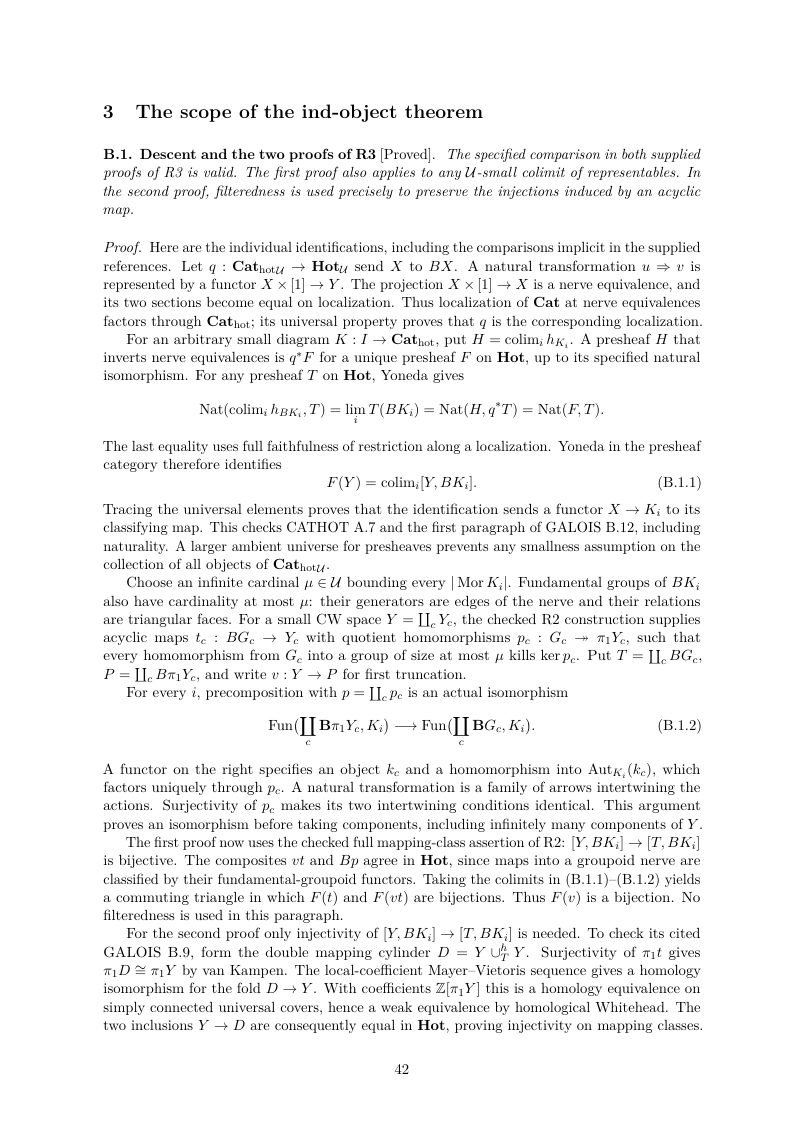 3 The scope of the ind-object theorem
B.1. Descent and the two proofs of R3 [Proved]. The specified comparison in both supplied
proofs of R3 is valid. The first proof also applies to any 𝒰-small colimit of representables. In
the second proof, filteredness is used precisely to preserve the injections induced by an acyclic
map.
Proof. Here are the individual identifications, including the comparisons implicit in the supplied
references. Let q : Cat_{hot𝒰} → Hot_𝒰 send X to BX. A natural transformation u ⇒ v is
represented by a functor X × [1] → Y. The projection X × [1] → X is a nerve equivalence, and
its two sections become equal on localization. Thus localization of Cat at nerve equivalences
factors through Cat_{hot}; its universal property proves that q is the corresponding localization.
For an arbitrary small diagram K : I → Cat_{hot}, put H = colim_i h_{K_i}. A presheaf H that
inverts nerve equivalences is q*F for a unique presheaf F on Hot, up to its specified natural
isomorphism. For any presheaf T on Hot, Yoneda gives
Nat(colim_i h_{BK_i}, T) = lim_i T(BK_i) = Nat(H, q*T) = Nat(F, T).
The last equality uses full faithfulness of restriction along a localization. Yoneda in the presheaf
category therefore identifies
F(Y) = colim_i[Y, BK_i]. (B.1.1)
Tracing the universal elements proves that the identification sends a functor X → K_i to its
classifying map. This checks CATHOT A.7 and the first paragraph of GALOIS B.12, including
naturality. A larger ambient universe for presheaves prevents any smallness assumption on the
collection of all objects of Cat_{hot𝒰}.
Choose an infinite cardinal μ ∈ 𝒰 bounding every | Mor K_i|. Fundamental groups of BK_i
also have cardinality at most μ: their generators are edges of the nerve and their relations
are triangular faces. For a small CW space Y = ∐_c Y_c, the checked R2 construction supplies
acyclic maps t_c : BG_c → Y_c with quotient homomorphisms p_c : G_c ↠ π_1Y_c, such that
every homomorphism from G_c into a group of size at most μ kills ker p_c. Put T = ∐_c BG_c,
P = ∐_c Bπ_1Y_c, and write v : Y → P for first truncation.
For every i, precomposition with p = ∐_c p_c is an actual isomorphism
Fun(∐_c Bπ_1Y_c, K_i) ⟶ Fun(∐_c BG_c, K_i). (B.1.2)
A functor on the right specifies an object k_c and a homomorphism into Aut_{K_i}(k_c), which
factors uniquely through p_c. A natural transformation is a family of arrows intertwining the
actions. Surjectivity of p_c makes its two intertwining conditions identical. This argument
proves an isomorphism before taking components, including infinitely many components of Y.
The first proof now uses the checked full mapping-class assertion of R2: [Y, BK_i] → [T, BK_i]
is bijective. The composites vt and Bp agree in Hot, since maps into a groupoid nerve are
classified by their fundamental-groupoid functors. Taking the colimits in (B.1.1)–(B.1.2) yields
a commuting triangle in which F(t) and F(vt) are bijections. Thus F(v) is a bijection. No
filteredness is used in this paragraph.
For the second proof only injectivity of [Y, BK_i] → [T, BK_i] is needed. To check its cited
GALOIS B.9, form the double mapping cylinder D = Y ∪_T^h Y. Surjectivity of π_1t gives
π_1D ≅ π_1Y by van Kampen. The local-coefficient Mayer–Vietoris sequence gives a homology
isomorphism for the fold D → Y. With coefficients ℤ[π_1Y] this is a homology equivalence on
simply connected universal covers, hence a weak equivalence by homological Whitehead. The
two inclusions Y → D are consequently equal in Hot, proving injectivity on mapping classes.
42